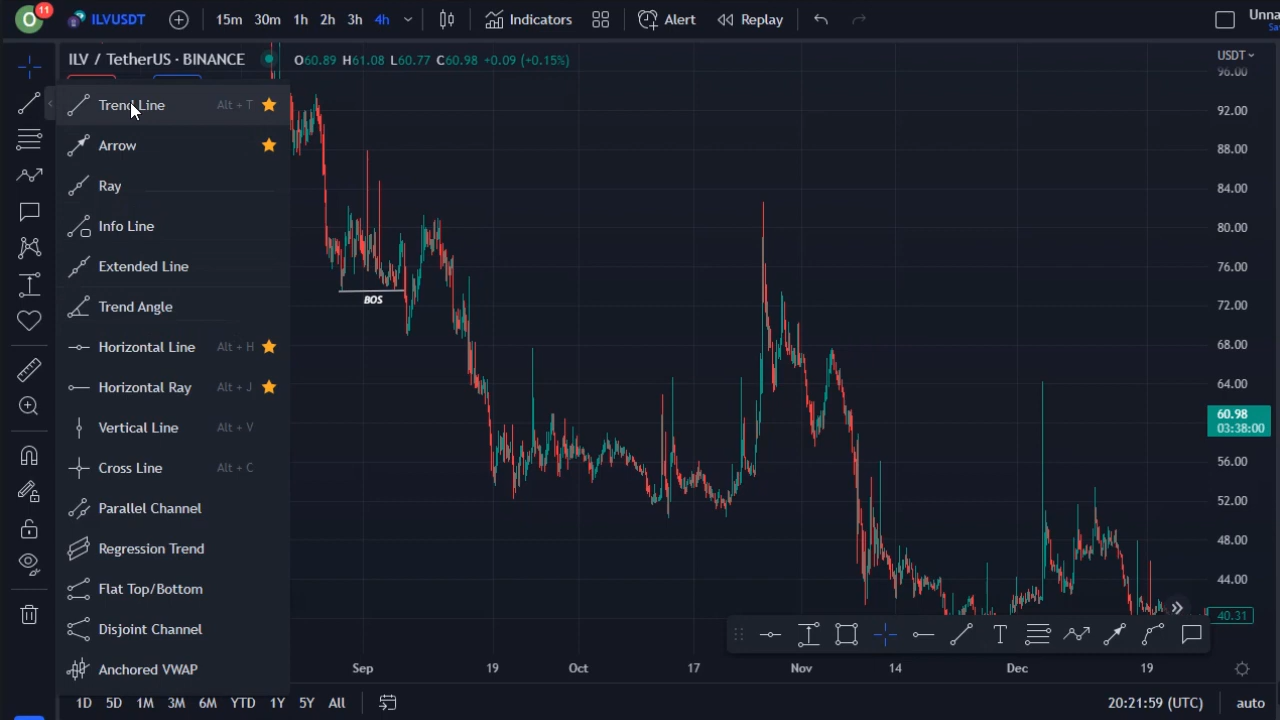 O 11 ILVUSDT 15m 30m 1h 2h 3h 4h Indicators Alert Replay Unna
Sa
ILV / TetherUS · BINANCE O60.89 H61.08 L60.77 C60.98 +0.09 (+0.15%) USDT
96.00
Trend Line Alt + T
92.00
Arrow
88.00
Ray
84.00
Info Line
80.00
Extended Line
76.00
BOS
Trend Angle
72.00
Horizontal Line Alt + H
68.00
Horizontal Ray Alt + J
64.00
60.98
03:38:00
Vertical Line Alt + V
56.00
Cross Line Alt + C
52.00
Parallel Channel
48.00
Regression Trend
44.00
Flat Top/Bottom
40.31
Disjoint Channel
T
Anchored VWAP
Sep 19 Oct 17 Nov 14 Dec 19
1D 5D 1M 3M 6M YTD 1Y 5Y All 20:21:59 (UTC) auto